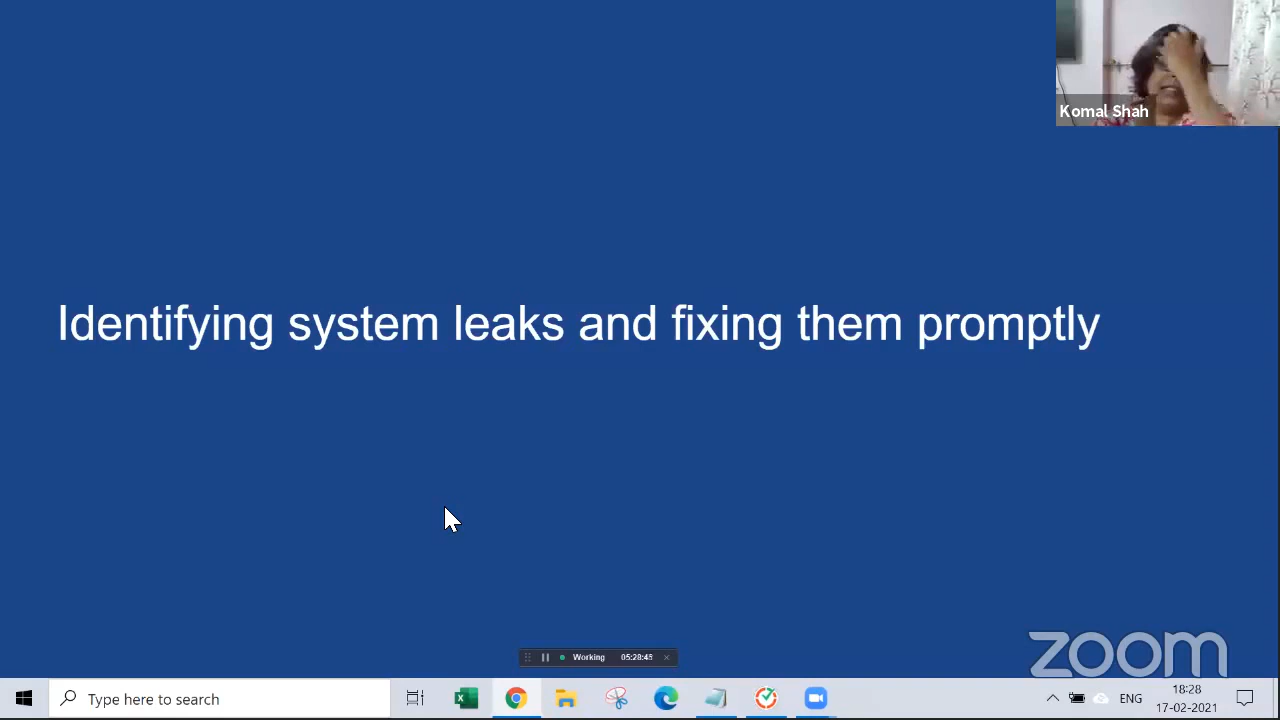 Komal Shah
Identifying system leaks and fixing them promptly
Working 05:28:45
zoom
Type here to search
ENG
18:28
17-02-2021